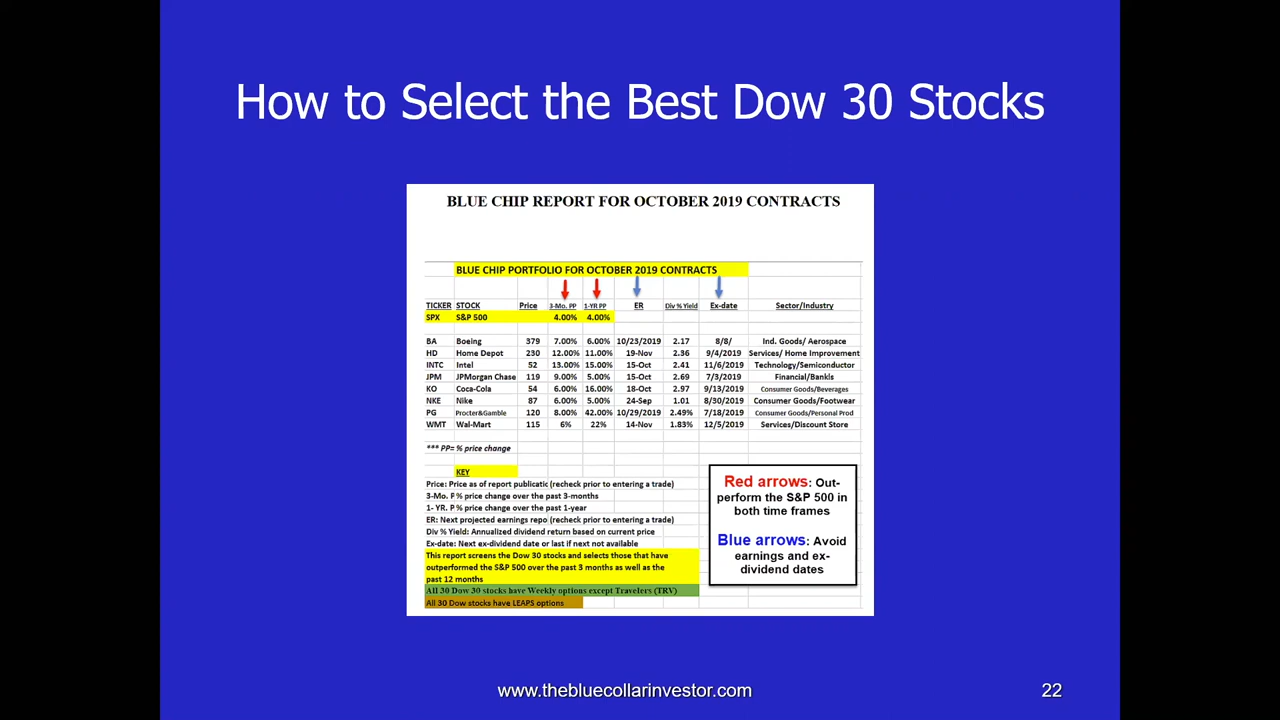 How to Select the Best Dow 30 Stocks
BLUE CHIP REPORT FOR OCTOBER 2019 CONTRACTS
BLUE CHIP PORTFOLIO FOR OCTOBER 2019 CONTRACTS
TICKER STOCK Price 3-Mo. PP 1-YR PP ER Div % Yield Ex-date Sector/Industry
SPX S&P 500 4.00% 4.00%
BA Boeing 379 7.00% 6.00% 10/23/2019 2.17 8/8/ Ind. Goods/ Aerospace
HD Home Depot 230 12.00% 11.00% 19-Nov 2.36 9/4/2019 Services/ Home Improvement
INTC Intel 52 13.00% 15.00% 15-Oct 2.41 11/6/2019 Technology/Semiconductor
JPM JPMorgan Chase 119 9.00% 5.00% 15-Oct 2.69 7/3/2019 Financial/Bankls
KO Coca-Cola 54 6.00% 16.00% 18-Oct 2.97 9/13/2019 Consumer Goods/Beverages
NKE Nike 87 6.00% 5.00% 24-Sep 1.01 8/30/2019 Consumer Goods/Footwear
PG Procter&Gamble 120 8.00% 42.00% 10/29/2019 2.49% 7/18/2019 Consumer Goods/Personal Prod
WMT Wal-Mart 115 6% 22% 14-Nov 1.83% 12/5/2019 Services/Discount Store
*** PP= % price change
KEY
Price: Price as of report publicatic (recheck prior to entering a trade)
3-Mo. P % price change over the past 3-months
1- YR. P % price change over the past 1-year
ER: Next projected earnings repo (recheck prior to entering a trade)
Div % Yield: Annualized dividend return based on current price
Ex-date: Next ex-dividend date or last if next not available
This report screens the Dow 30 stocks and selects those that have
outperformed the S&P 500 over the past 3 months as well as the
past 12 months
All 30 Dow 30 stocks have Weekly options except Travelers (TRV)
All 30 Dow stocks have LEAPS options
Red arrows: Out-
perform the S&P 500 in
both time frames
Blue arrows: Avoid
earnings and ex-
dividend dates
www.thebluecollarinvestor.com
22